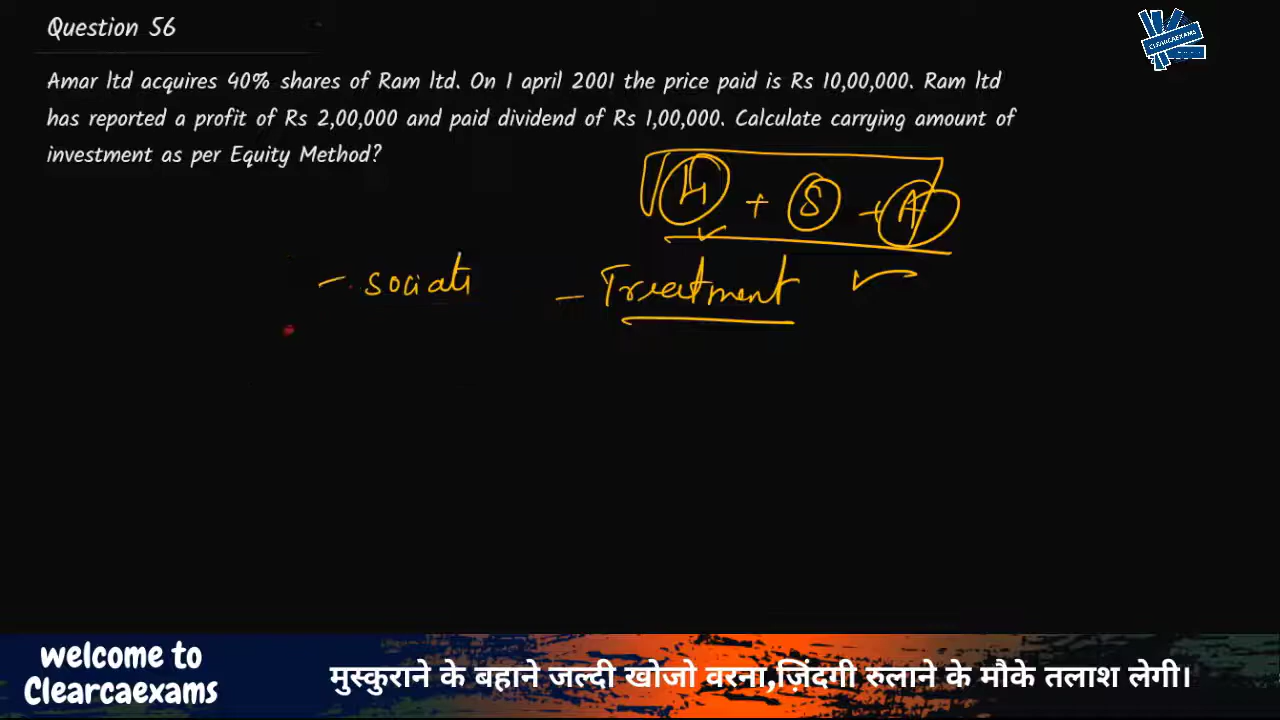 Question 56
CLEARCAEXAMS
Amar ltd acquires 40% shares of Ram ltd. On 1 april 2001 the price paid is Rs 10,00,000. Ram ltd
has reported a profit of Rs 2,00,000 and paid dividend of Rs 1,00,000. Calculate carrying amount of
investment as per Equity Method?
H + S + A
- sociate - Treatment
welcome to
Clearcaexams
मुस्कुराने के बहाने जल्दी खोजो वरना,ज़िंदगी रुलाने के मौके तलाश लेगी।